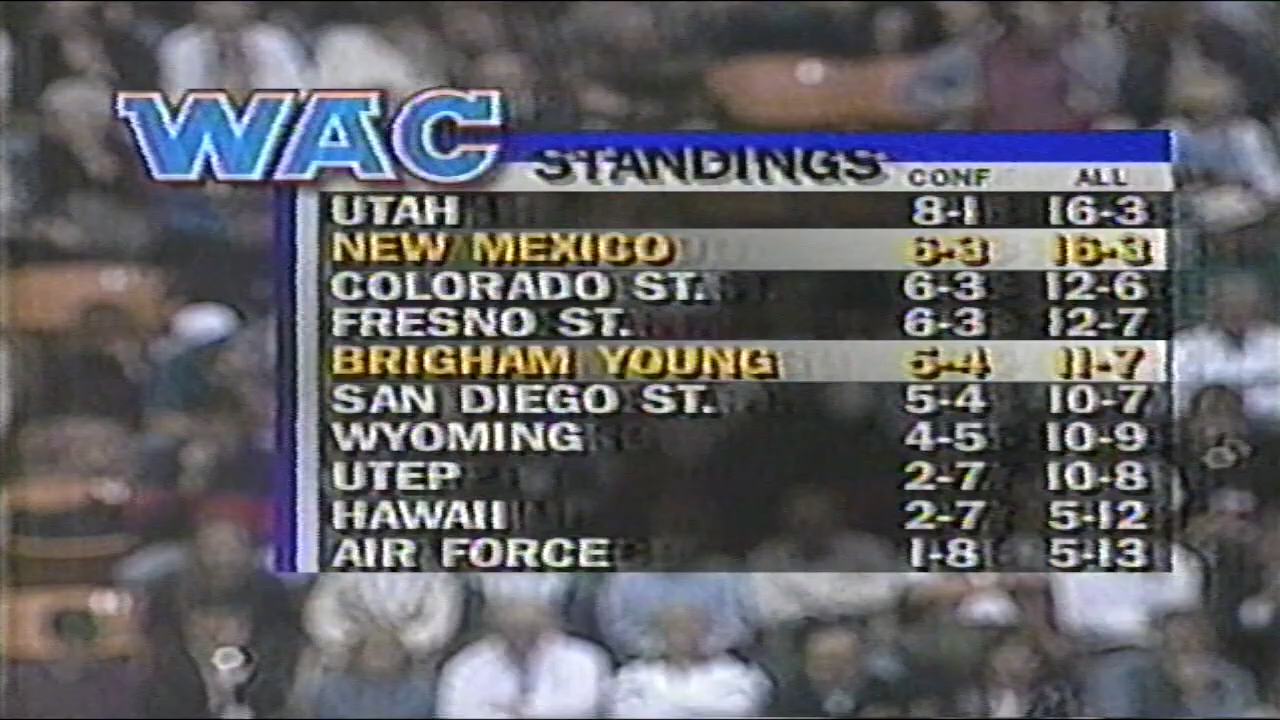 WAC STANDINGS CONF ALL
UTAH 8-1 16-3
NEW MEXICO 6-3 16-3
COLORADO ST. 6-3 12-6
FRESNO ST. 6-3 12-7
BRIGHAM YOUNG 5-4 11-7
SAN DIEGO ST. 5-4 10-7
WYOMING 4-5 10-9
UTEP 2-7 10-8
HAWAII 2-7 5-12
AIR FORCE 1-8 5-13